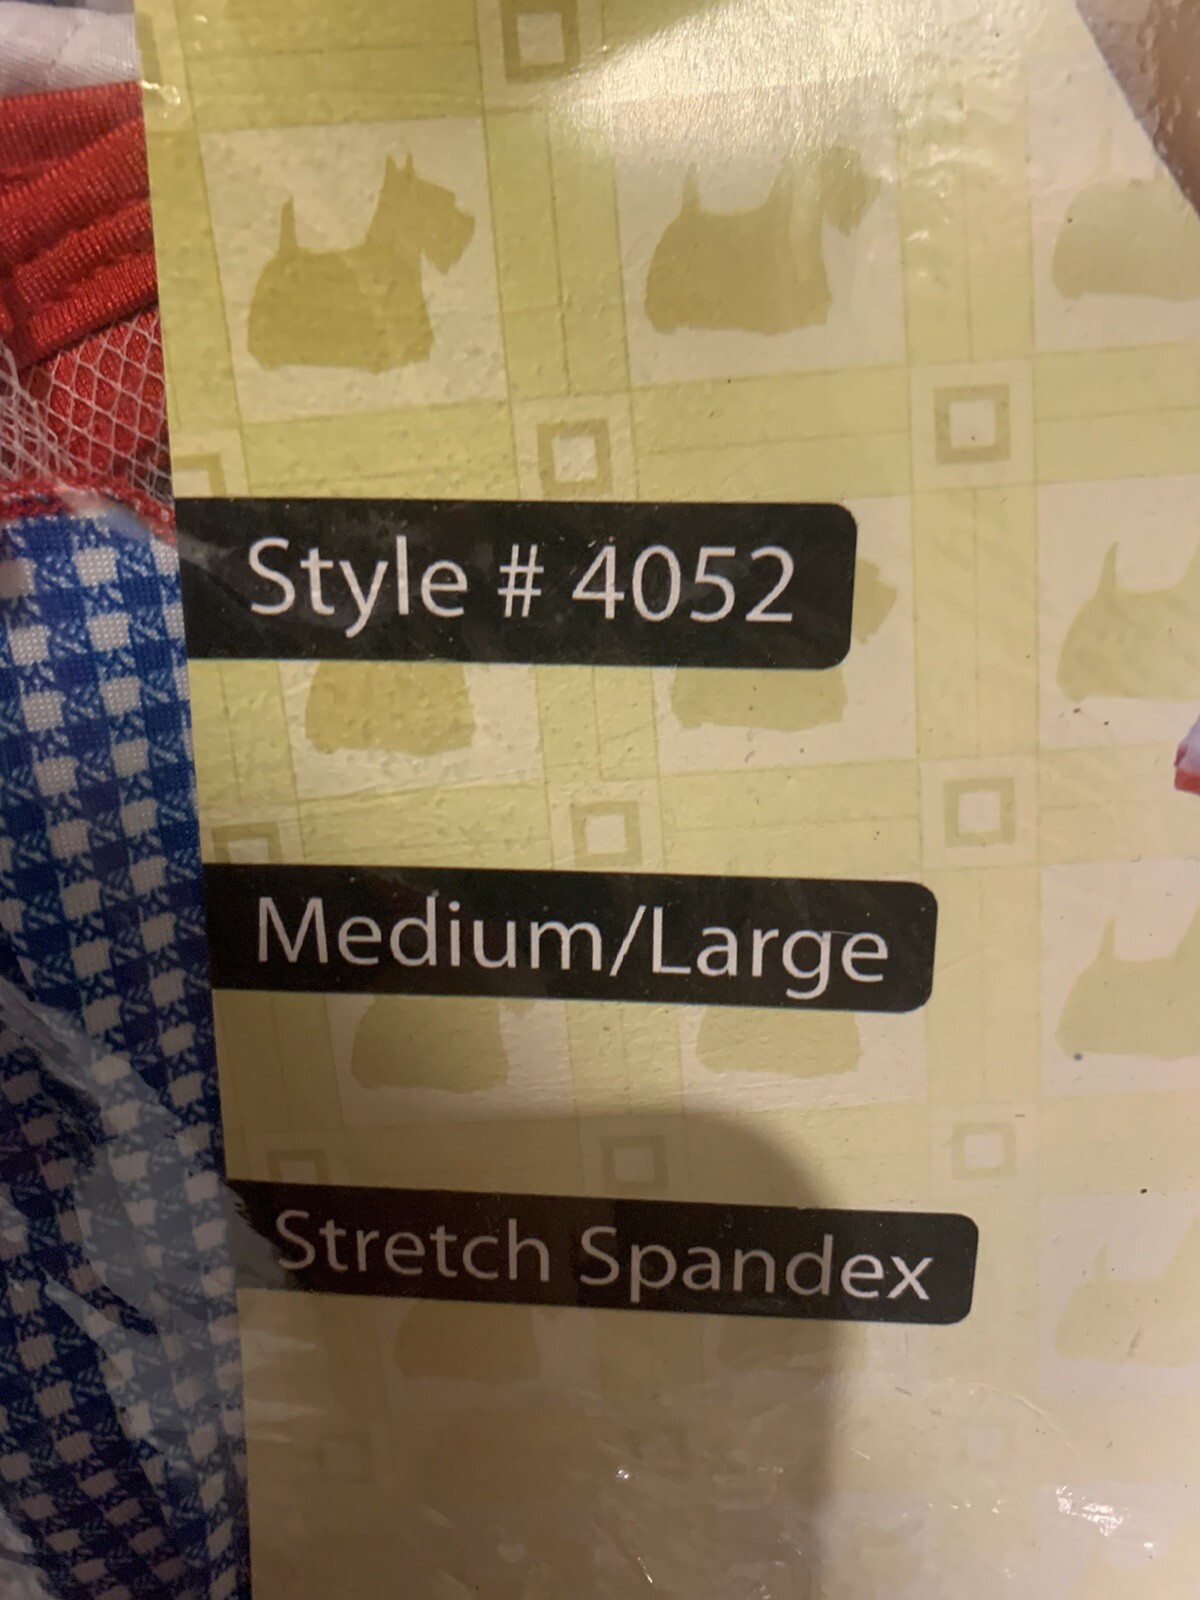 Style # 4052
Medium/Large
Stretch Spandex